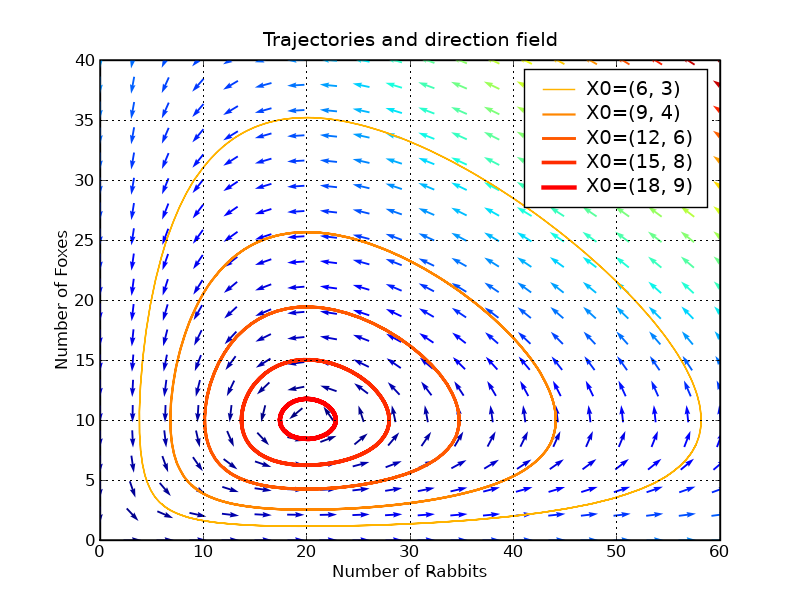 Trajectories and direction field
X0=(6, 3)
X0=(9, 4)
X0=(12, 6)
X0=(15, 8)
X0=(18, 9)
Number of Foxes
40
35
30
25
20
15
10
5
0
0 10 20 30 40 50 60
Number of Rabbits